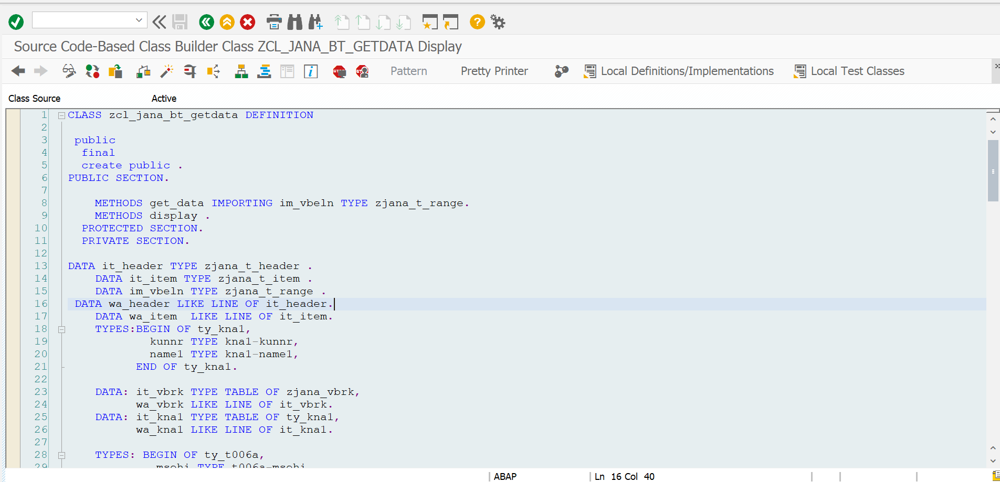 Source Code-Based Class Builder Class ZCL_JANA_BT_GETDATA Display
Pattern Pretty Printer Local Definitions/Implementations Local Test Classes
Class Source Active
1 CLASS zcl_jana_bt_getdata DEFINITION
2
3 public
4 final
5 create public .
6 PUBLIC SECTION.
7
8 METHODS get_data IMPORTING im_vbeln TYPE zjana_t_range.
9 METHODS display .
10 PROTECTED SECTION.
11 PRIVATE SECTION.
12
13 DATA it_header TYPE zjana_t_header .
14 DATA it_item TYPE zjana_t_item .
15 DATA im_vbeln TYPE zjana_t_range .
16 DATA wa_header LIKE LINE OF it_header.
17 DATA wa_item  LIKE LINE OF it_item.
18 TYPES:BEGIN OF ty_kna1,
19 kunnr TYPE kna1-kunnr,
20 name1 TYPE kna1-name1,
21 END OF ty_kna1.
22
23 DATA: it_vbrk TYPE TABLE OF zjana_vbrk,
24 wa_vbrk LIKE LINE OF it_vbrk.
25 DATA: it_kna1 TYPE TABLE OF ty_kna1,
26 wa_kna1 LIKE LINE OF it_kna1.
27
28 TYPES: BEGIN OF ty_t006a,
29 msehi TYPE t006a-msehi
ABAP Ln 16 Col 40